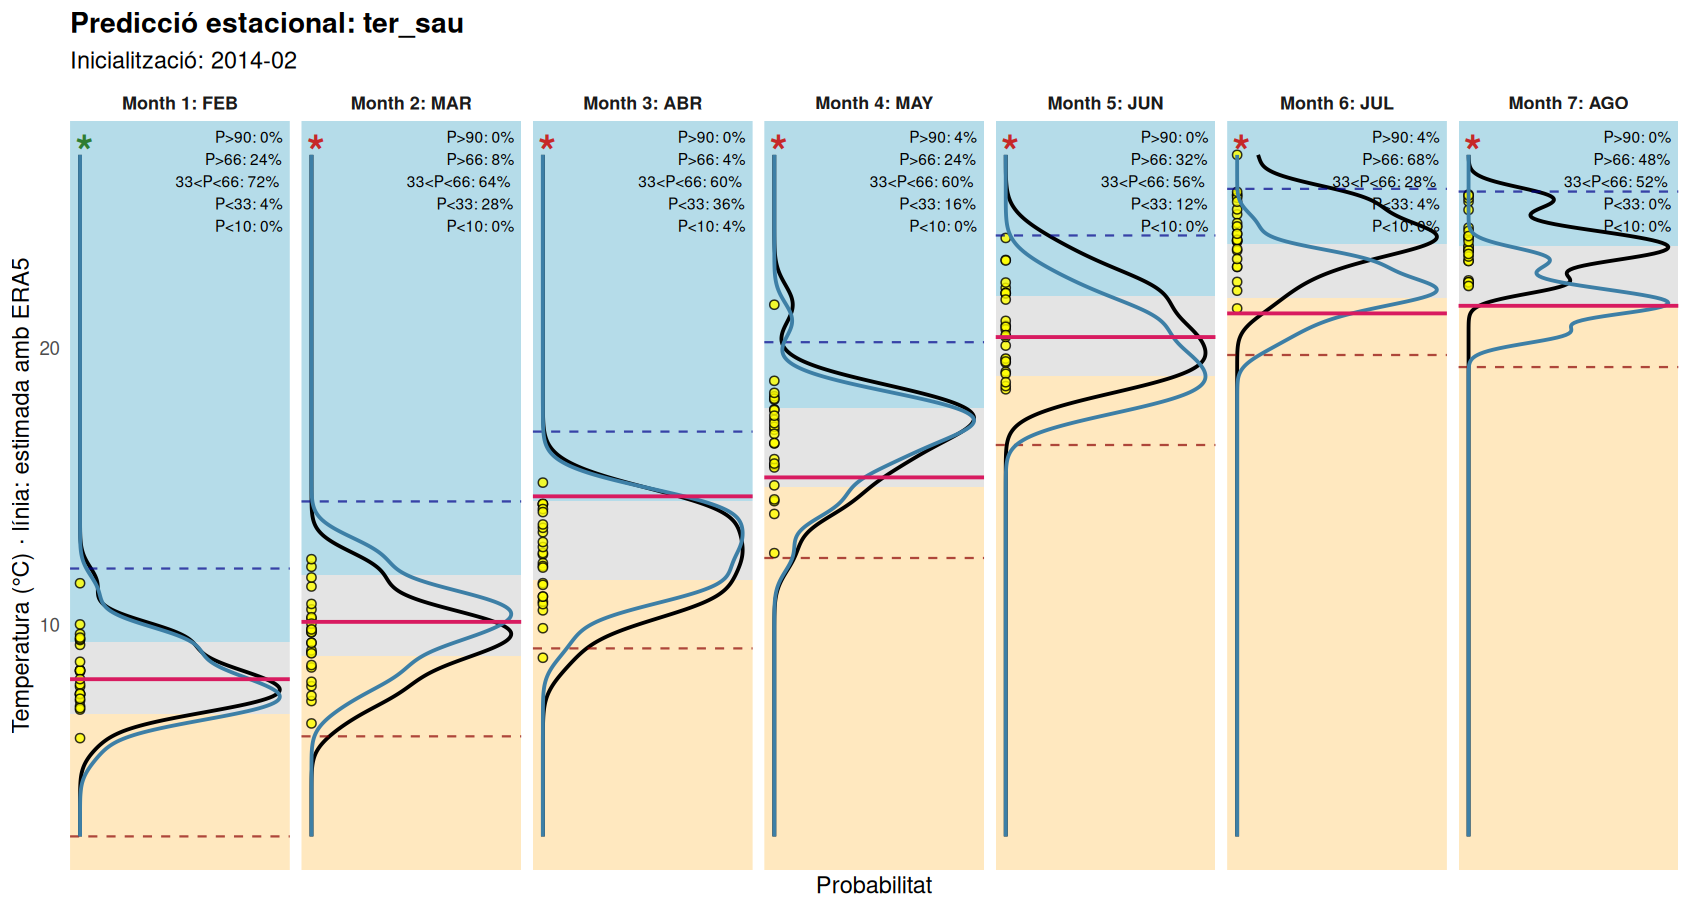 Predicció estacional: ter_sau
Inicialització: 2014-02
Month 1: FEB
Month 2: MAR
Month 3: ABR
Month 4: MAY
Month 5: JUN
Month 6: JUL
Month 7: AGO
*
P>90: 0%
P>66: 24%
33<P<66: 72%
P<33: 4%
P<10: 0%
*
P>90: 0%
P>66: 8%
33<P<66: 64%
P<33: 28%
P<10: 0%
*
P>90: 0%
P>66: 4%
33<P<66: 60%
P<33: 36%
P<10: 4%
*
P>90: 4%
P>66: 24%
33<P<66: 60%
P<33: 16%
P<10: 0%
*
P>90: 0%
P>66: 32%
33<P<66: 56%
P<33: 12%
P<10: 0%
*
P>90: 4%
P>66: 68%
33<P<66: 28%
P<33: 4%
P<10: 0%
*
P>90: 0%
P>66: 48%
33<P<66: 52%
P<33: 0%
P<10: 0%
20
10
Temperatura (°C) · línia: estimada amb ERA5
Probabilitat